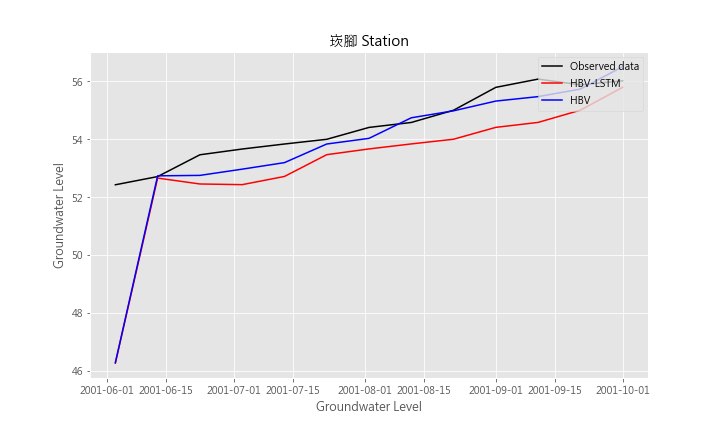 崁腳 Station
Observed data
HBV-LSTM
HBV
Groundwater Level
56
54
52
50
48
46
2001-06-01 2001-06-15 2001-07-01 2001-07-15 2001-08-01 2001-08-15 2001-09-01 2001-09-15 2001-10-01
Groundwater Level